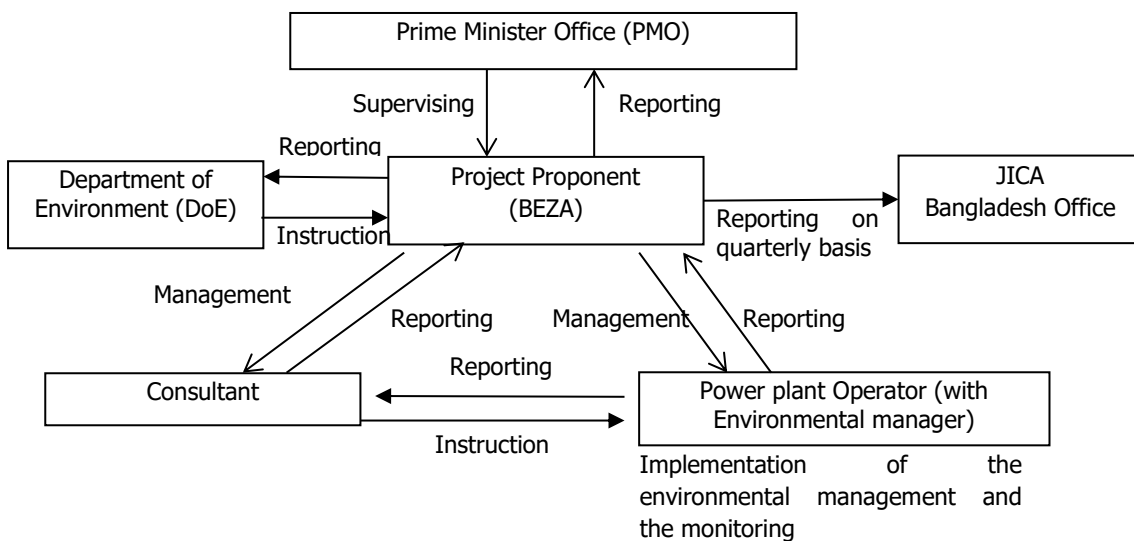 Prime Minister Office (PMO)
Supervising
Reporting
Reporting
Department of
Environment (DoE)
Project Proponent
(BEZA)
JICA
Bangladesh Office
Instruction
Reporting on
quarterly basis
Management
Reporting
Management
Reporting
Consultant
Reporting
Instruction
Power plant Operator (with
Environmental manager)
Implementation of the
environmental management and
the monitoring